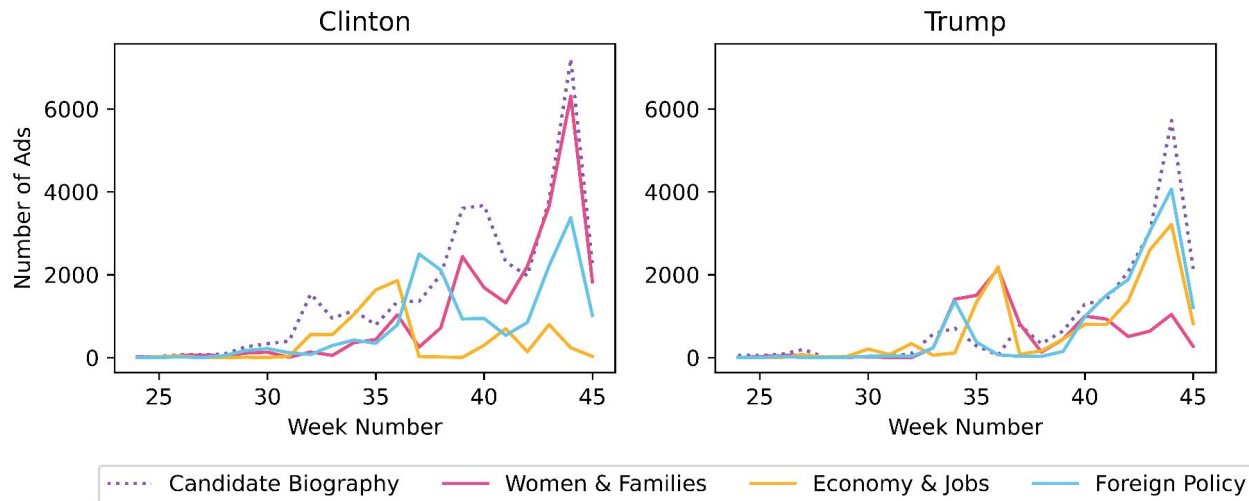 Clinton
Trump
Number of Ads
6000
4000
2000
0
25 30 35 40 45
Week Number
6000
4000
2000
0
25 30 35 40 45
Week Number
Candidate Biography Women & Families Economy & Jobs Foreign Policy